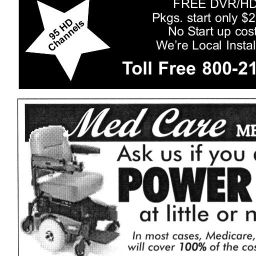 FREE DVR/HD
95 HD
Channels
Pkgs. start only $2
No Start up cost
We're Local Instal
Toll Free 800-21
Med Care ME
Ask us if you
POWER
at little or n
In most cases, Medicare,
will cover 100% of the cos